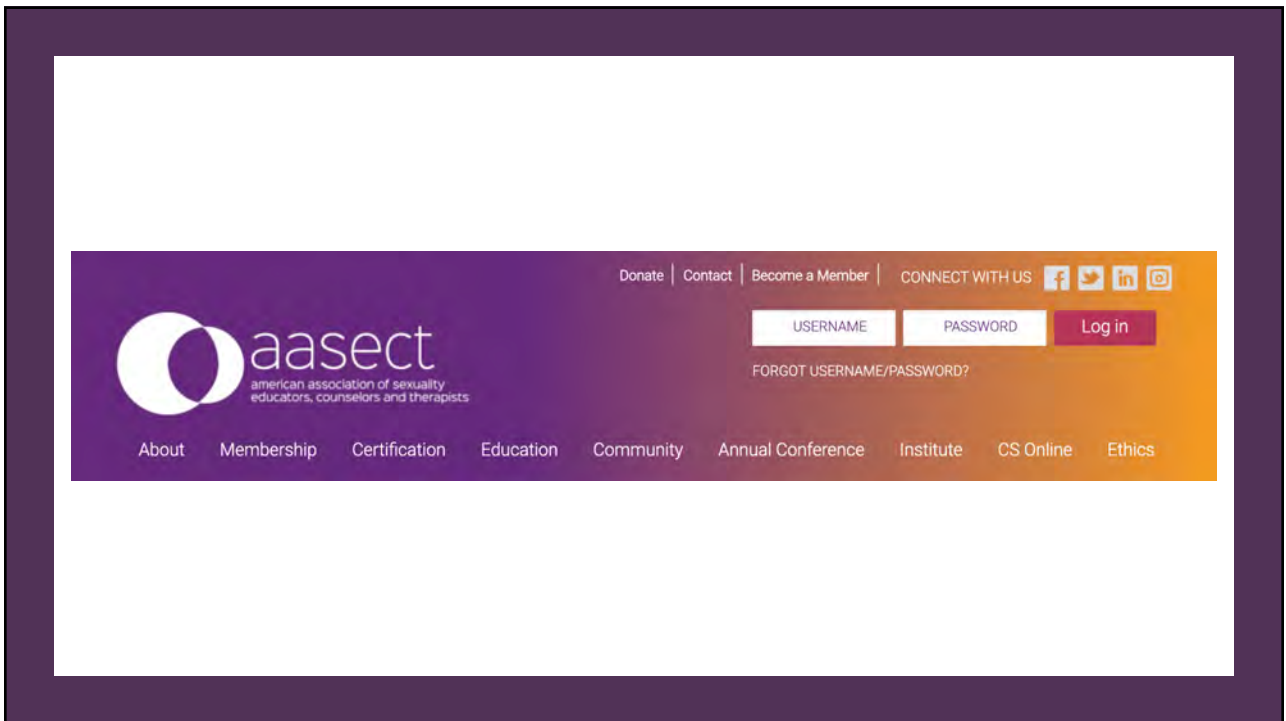 Donate | Contact | Become a Member | CONNECT WITH US
USERNAME PASSWORD Log in
FORGOT USERNAME/PASSWORD?
aasect
american association of sexuality
educators, counselors and therapists
About Membership Certification Education Community Annual Conference Institute CS Online Ethics